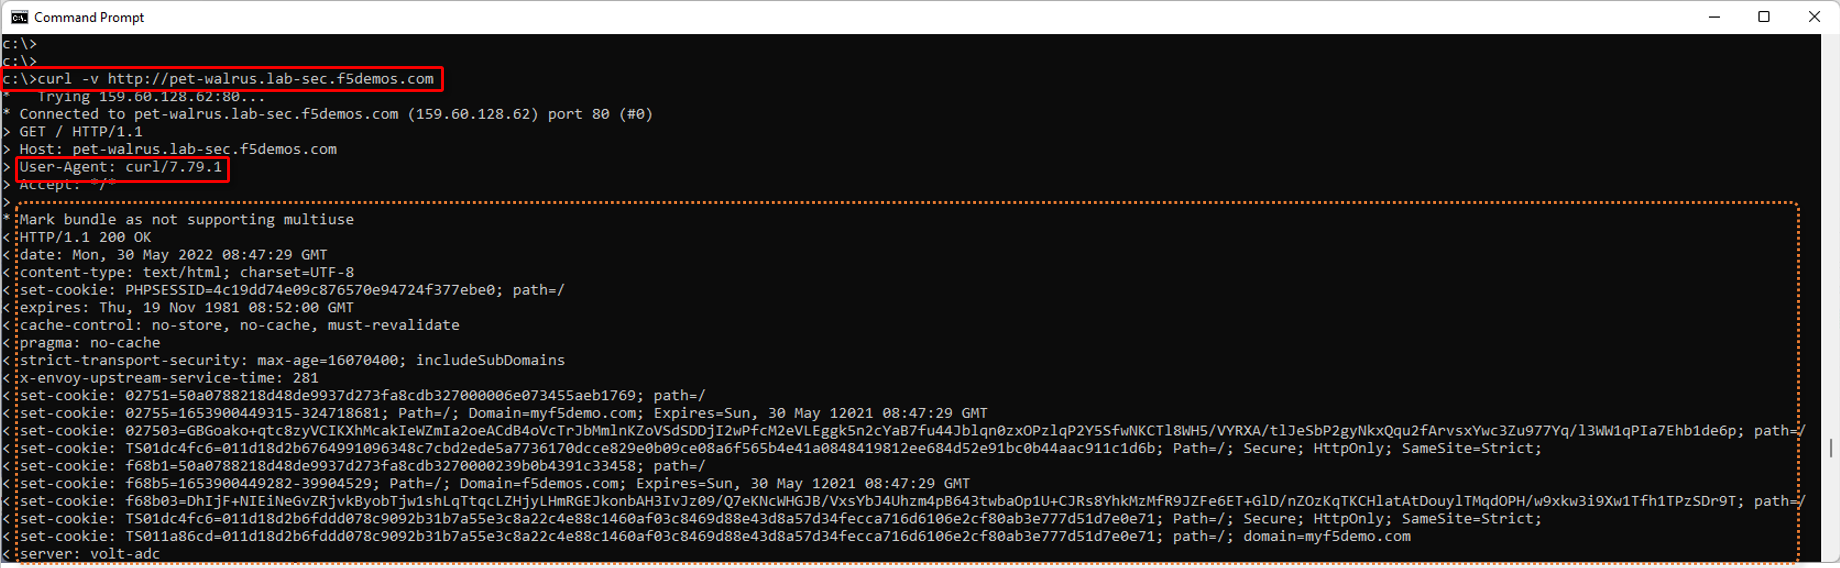 Command Prompt
c:\>
c:\>
c:\>curl -v http://pet-walrus.lab-sec.f5demos.com
*   Trying 159.60.128.62:80...
* Connected to pet-walrus.lab-sec.f5demos.com (159.60.128.62) port 80 (#0)
> GET / HTTP/1.1
> Host: pet-walrus.lab-sec.f5demos.com
> User-Agent: curl/7.79.1
> Accept: */*
>
* Mark bundle as not supporting multiuse
< HTTP/1.1 200 OK
< date: Mon, 30 May 2022 08:47:29 GMT
< content-type: text/html; charset=UTF-8
< set-cookie: PHPSESSID=4c19dd74e09c876570e94724f377ebe0; path=/
< expires: Thu, 19 Nov 1981 08:52:00 GMT
< cache-control: no-store, no-cache, must-revalidate
< pragma: no-cache
< strict-transport-security: max-age=16070400; includeSubDomains
< x-envoy-upstream-service-time: 281
< set-cookie: 02751=50a0788218d48de9937d273fa8cdb327000006e073455aeb1769; path=/
< set-cookie: 02755=1653900449315-324718681; Path=/; Domain=myf5demo.com; Expires=Sun, 30 May 12021 08:47:29 GMT
< set-cookie: 027503=GBGoako+qtc8zyVCIKXhMcakIeWZmIa2oeACdB4oVcTrJbMmlnKZoVSdSDDjI2wPfcM2eVLEggk5n2cYaB7fu44Jblqn0zxOPzlqP2Y5SfwNKCTl8WH5/VYRXA/tlJeSbP2gyNkxQqu2fArvsxYwc3Zu977Yq/l3WW1qPIa7Ehb1de6p; path=/
< set-cookie: TS01dc4fc6=011d18d2b6764991096348c7cbd2ede5a7736170dcce829e0b09ce08a6f565b4e41a0848419812ee684d52e91bc0b44aac911c1d6b; Path=/; Secure; HttpOnly; SameSite=Strict;
< set-cookie: f68b1=50a0788218d48de9937d273fa8cdb3270000239b0b4391c33458; path=/
< set-cookie: f68b5=1653900449282-39904529; Path=/; Domain=f5demos.com; Expires=Sun, 30 May 12021 08:47:29 GMT
< set-cookie: f68b03=DhIjF+NIEiNeGvZRjvkByobTjw1shLqTtqcLZHjyLHmRGEJkonbAH3IvJz09/Q7eKNcWHGJB/VxsYbJ4Uhzm4pB643twbaOp1U+CJRs8YhkMzMfR9JZFe6ET+GlD/nZOzKqTKCHlatAtDouylTMqdOPH/w9xkw3i9Xw1Tfh1TPzSDr9T; path=/
< set-cookie: TS01dc4fc6=011d18d2b6fddd078c9092b31b7a55e3c8a22c4e88c1460af03c8469d88e43d8a57d34fecca716d6106e2cf80ab3e777d51d7e0e71; Path=/; Secure; HttpOnly; SameSite=Strict;
< set-cookie: TS011a86cd=011d18d2b6fddd078c9092b31b7a55e3c8a22c4e88c1460af03c8469d88e43d8a57d34fecca716d6106e2cf80ab3e777d51d7e0e71; path=/; domain=myf5demo.com
< server: volt-adc